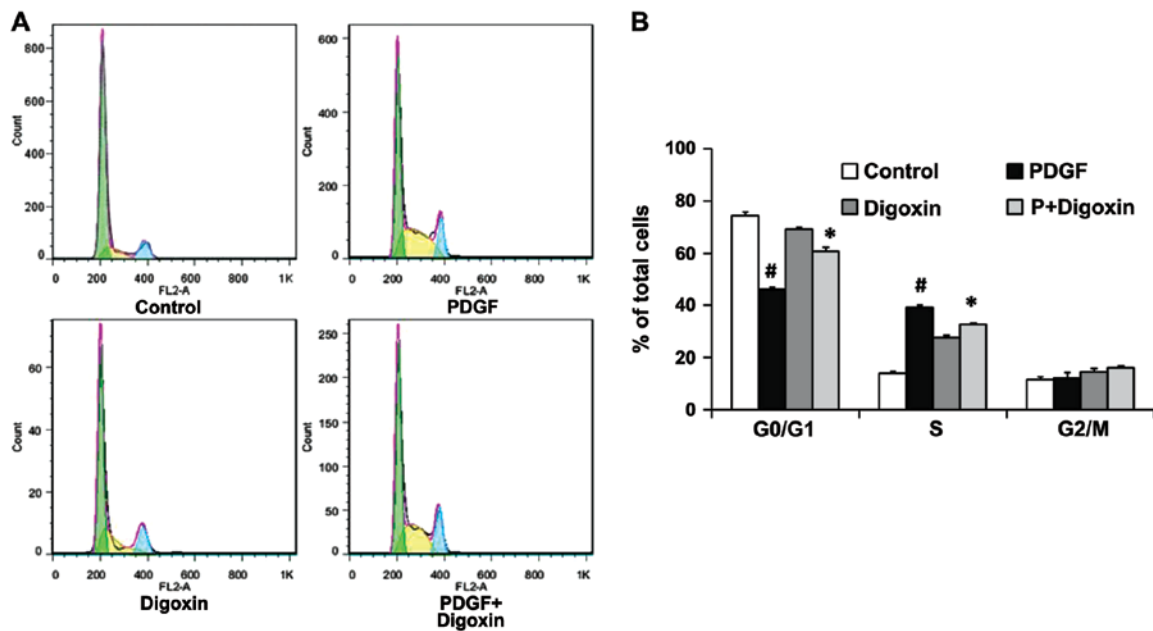 A
B
800
600
400
200
0
Count
0 200 400 600 800 1K
FL2-A
Control
600
400
200
0
Count
0 200 400 600 800 1K
FL2-A
PDGF
60
40
20
0
Count
0 200 400 600 800 1K
FL2-A
Digoxin
250
200
150
100
50
0
Count
0 200 400 600 800 1K
FL2-A
PDGF+
Digoxin
100
80
60
40
20
0
% of total cells
Control PDGF
Digoxin P+Digoxin
# *
# *
G0/G1 S G2/M